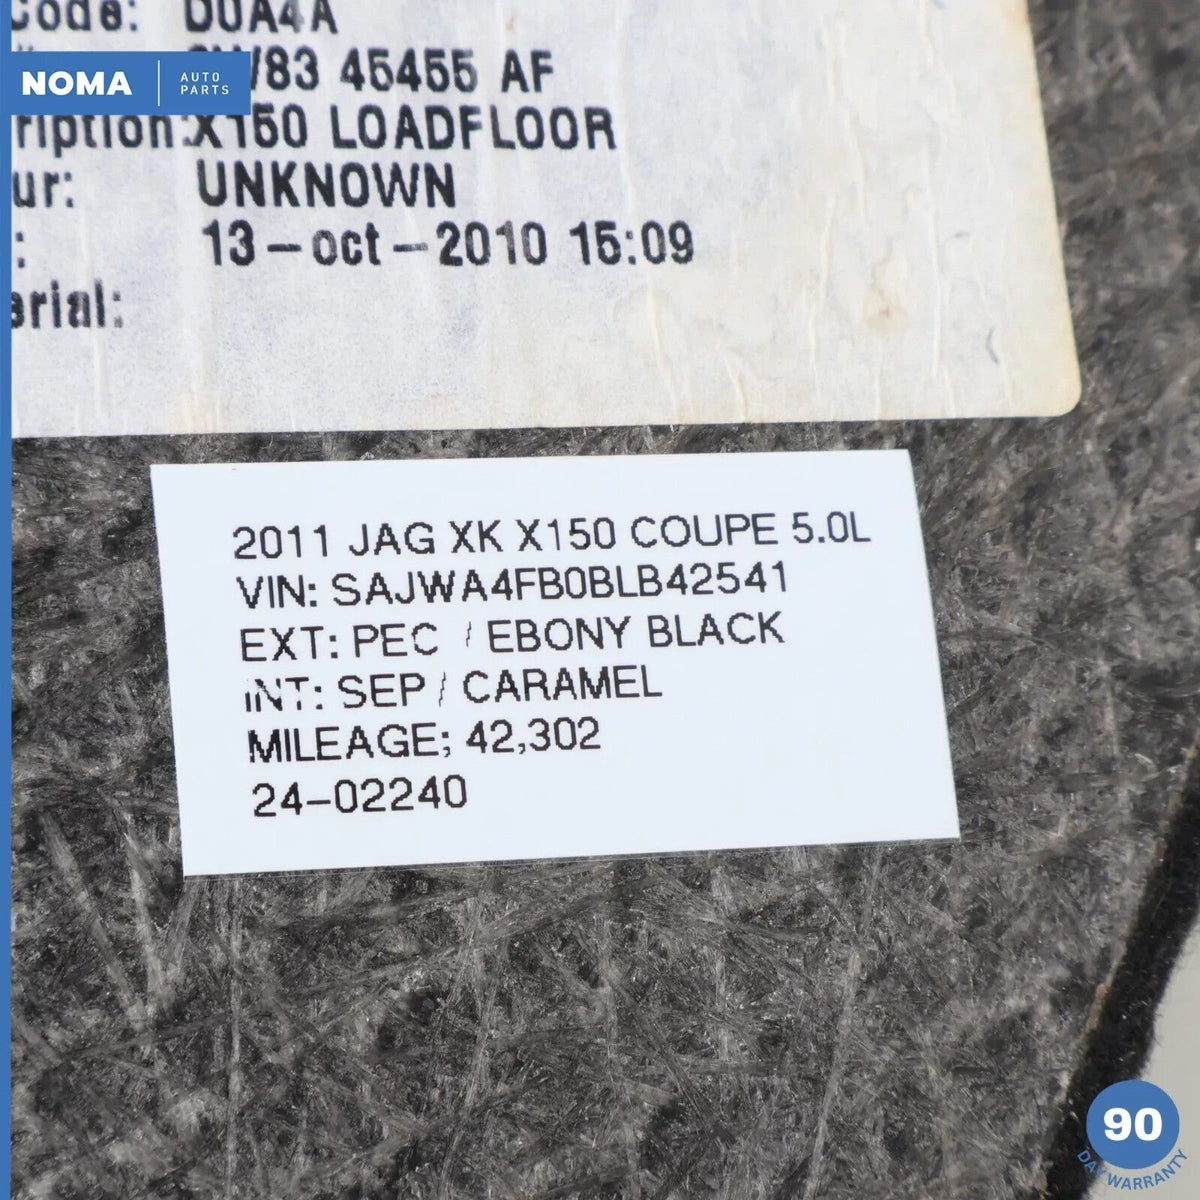 Code: DUA4A
W83 45455 AF
NOMA AUTO PARTS
ription: X150 LOADFLOOR
ur: UNKNOWN
: 13-oct-2010 15:09
erial:
2011 JAG XK X150 COUPE 5.0L
VIN: SAJWA4FB0BLB42541
EXT: PEC / EBONY BLACK
INT: SEP / CARAMEL
MILEAGE; 42,302
24-02240
90
DAY WARRANTY